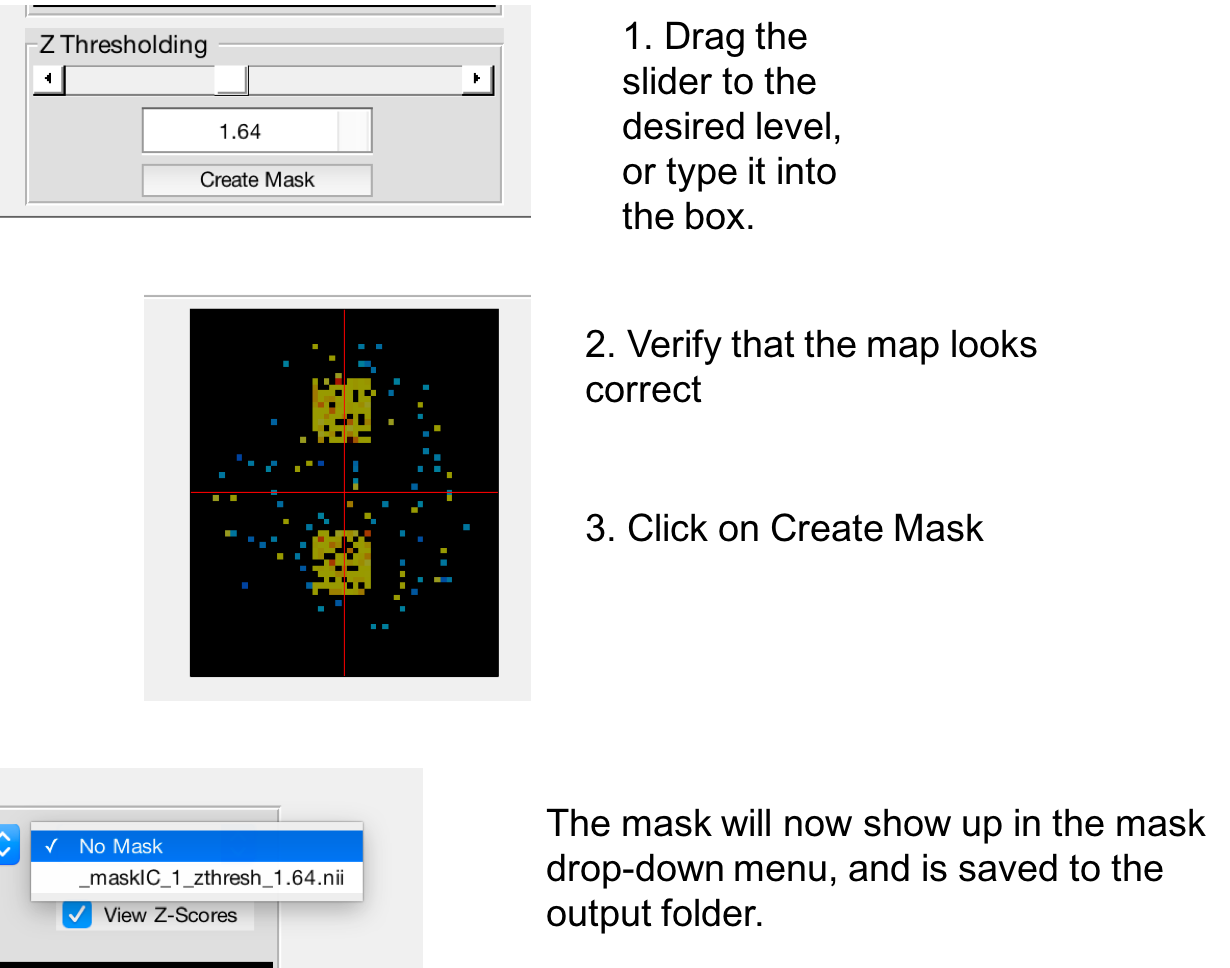 Z Thresholding
1.64
Create Mask
1. Drag the
slider to the
desired level,
or type it into
the box.
2. Verify that the map looks
correct
3. Click on Create Mask
✓ No Mask
_maskIC_1_zthresh_1.64.nii
View Z-Scores
The mask will now show up in the mask
drop-down menu, and is saved to the
output folder.